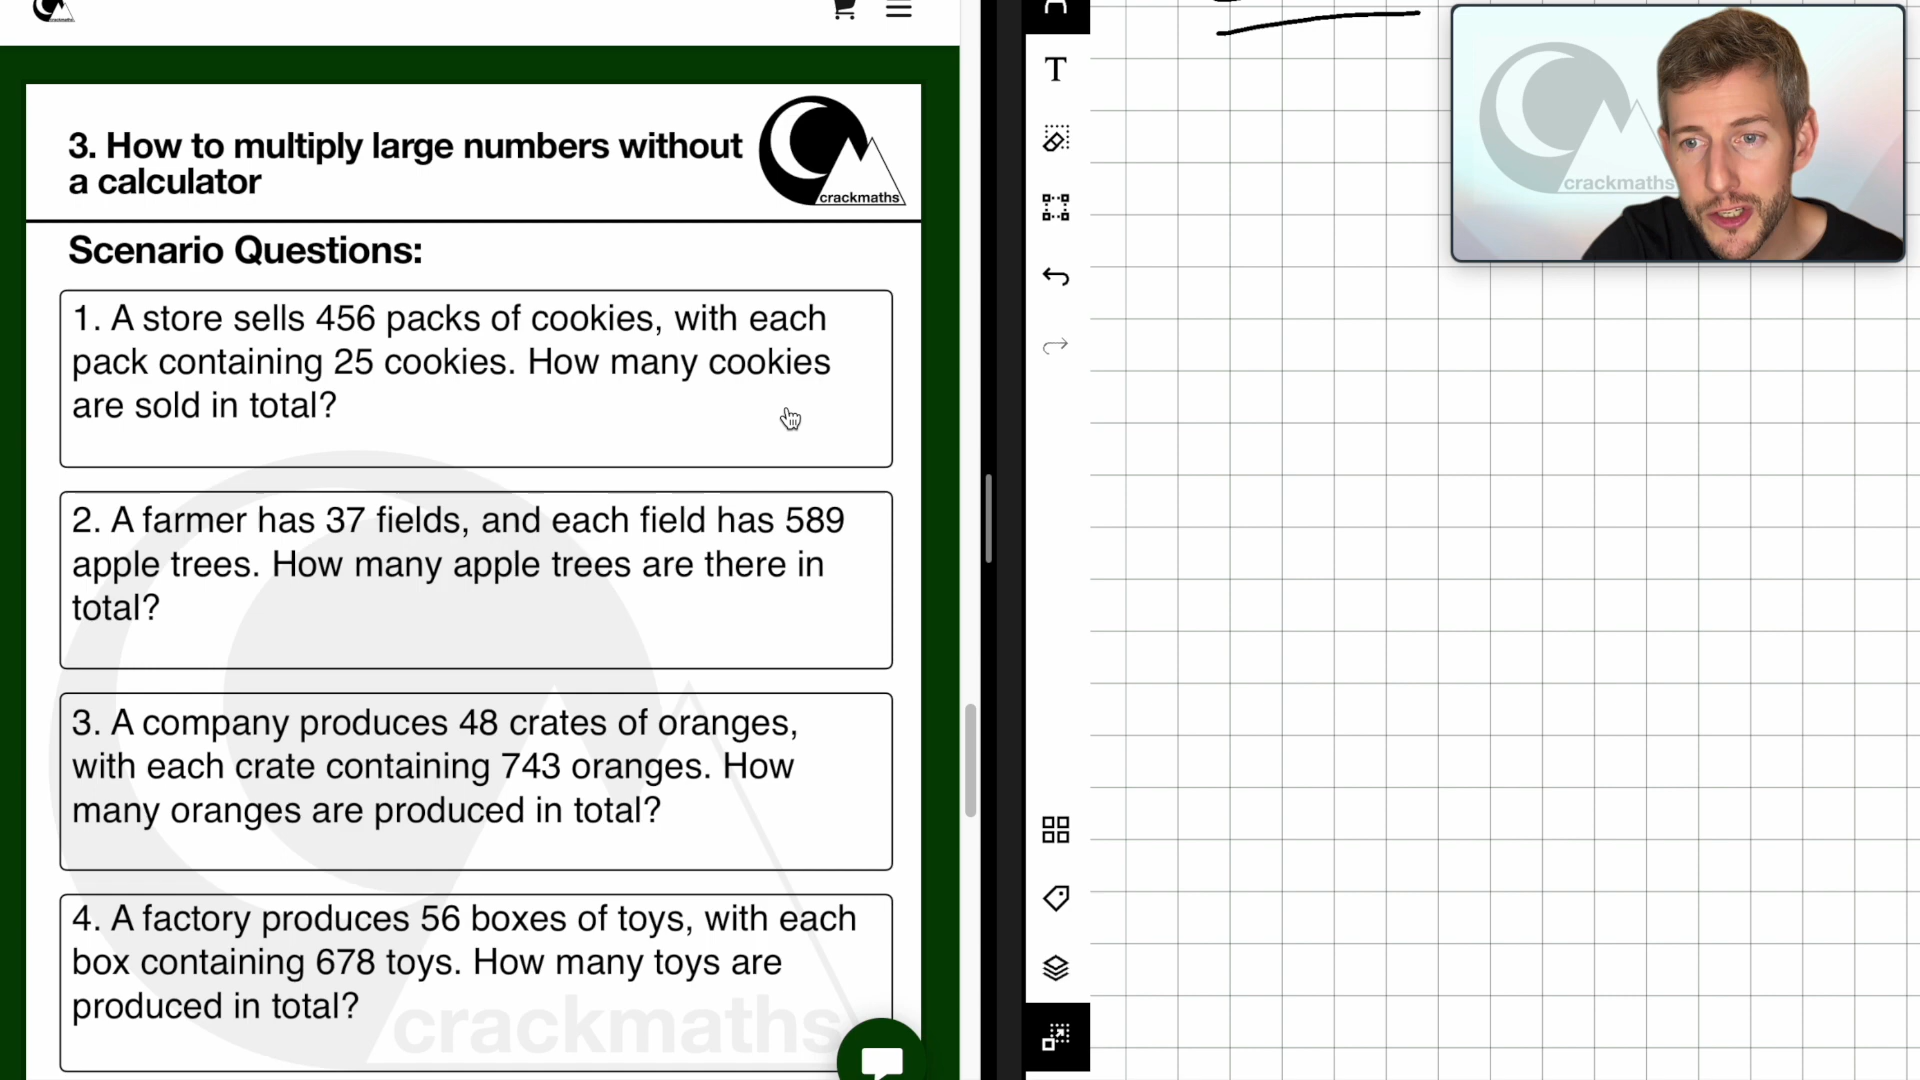 3. How to multiply large numbers without
a calculator
crackmaths
Scenario Questions:
1. A store sells 456 packs of cookies, with each
pack containing 25 cookies. How many cookies
are sold in total?
2. A farmer has 37 fields, and each field has 589
apple trees. How many apple trees are there in
total?
3. A company produces 48 crates of oranges,
with each crate containing 743 oranges. How
many oranges are produced in total?
4. A factory produces 56 boxes of toys, with each
box containing 678 toys. How many toys are
produced in total?
crackmaths
T
crackmaths